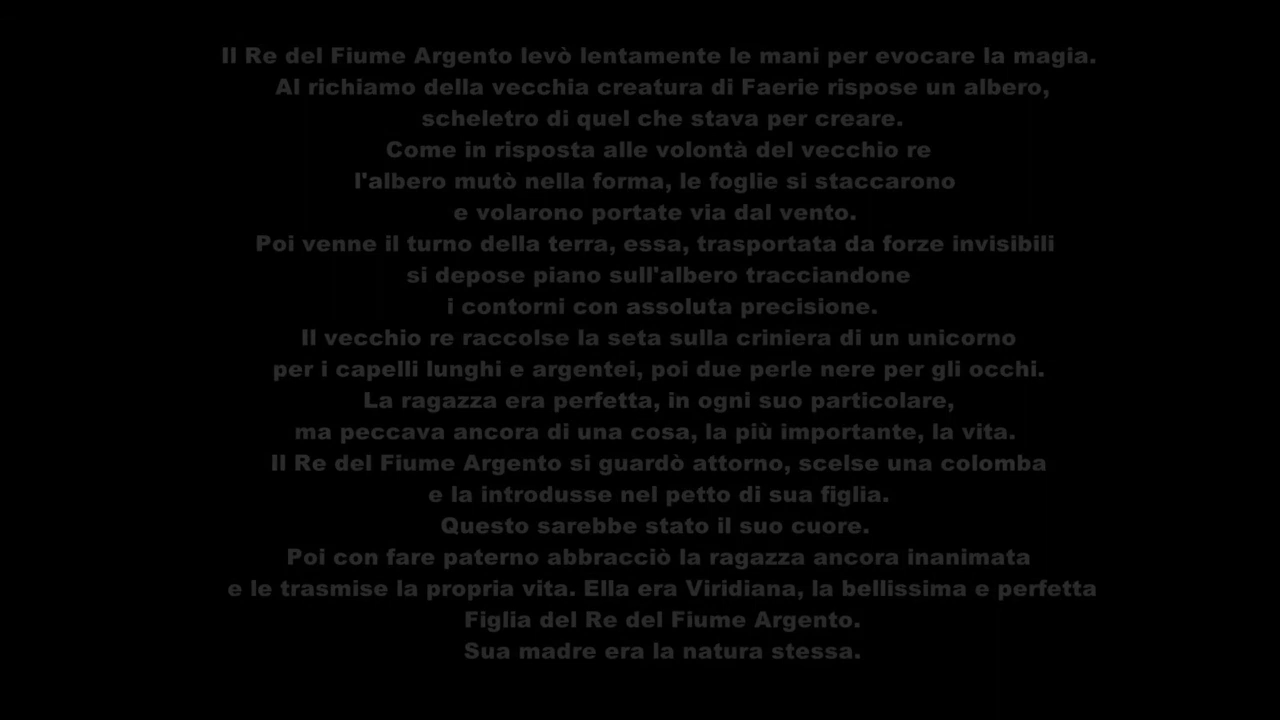 Il Re del Fiume Argento levò lentamente le mani per evocare la magia.
Al richiamo della vecchia creatura di Faerie rispose un albero,
scheletro di quel che stava per creare.
Come in risposta alle volontà del vecchio re
l'albero mutò nella forma, le foglie si staccarono
e volarono portate via dal vento.
Poi venne il turno della terra, essa, trasportata da forze invisibili
si depose piano sull'albero tracciandone
i contorni con assoluta precisione.
Il vecchio re raccolse la seta sulla criniera di un unicorno
per i capelli lunghi e argentei, poi due perle nere per gli occhi.
La ragazza era perfetta, in ogni suo particolare,
ma peccava ancora di una cosa, la più importante, la vita.
Il Re del Fiume Argento si guardò attorno, scelse una colomba
e la introdusse nel petto di sua figlia.
Questo sarebbe stato il suo cuore.
Poi con fare paterno abbracciò la ragazza ancora inanimata
e le trasmise la propria vita. Ella era Viridiana, la bellissima e perfetta
Figlia del Re del Fiume Argento.
Sua madre era la natura stessa.